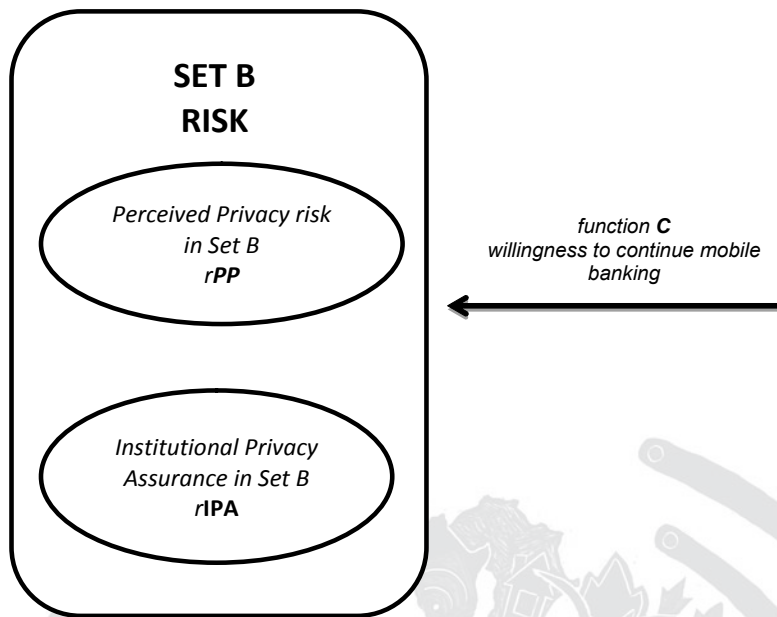 SET B
RISK
Perceived Privacy risk
in Set B
rPP
function C
willingness to continue mobile
banking
Institutional Privacy
Assurance in Set B
rIPA